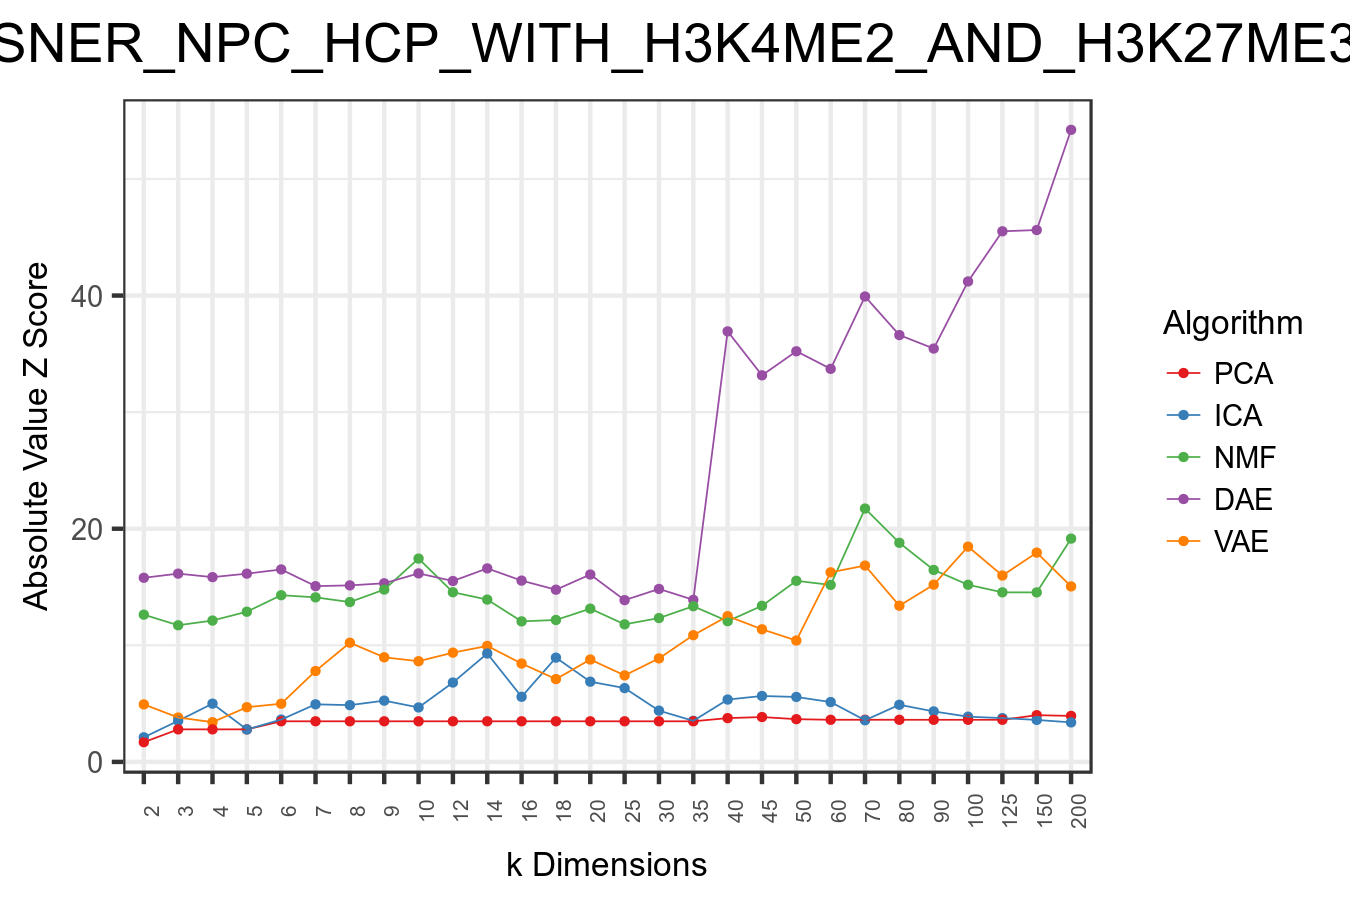 SNER_NPC_HCP_WITH_H3K4ME2_AND_H3K27ME3
Absolute Value Z Score
40
20
0
2 3 4 5 6 7 8 9 10 12 14 16 18 20 25 30 35 40 45 50 60 70 80 90 100 125 150 200
k Dimensions
Algorithm
PCA
ICA
NMF
DAE
VAE